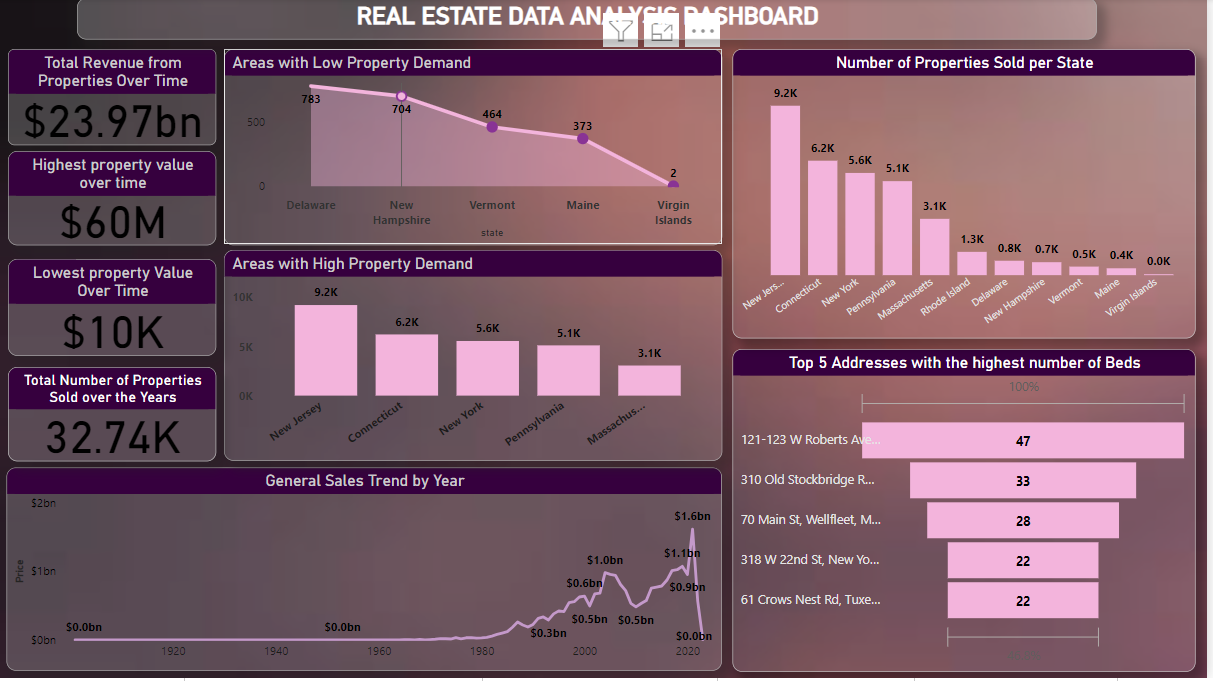 REAL ESTATE DATA ANALYSIS DASHBOARD
Total Revenue from
Properties Over Time
$23.97bn
Highest property value
over time
$60M
Lowest property Value
Over Time
$10K
Total Number of Properties
Sold over the Years
32.74K
Areas with Low Property Demand
783
704
464
373
2
500
0
Delaware
New
Hampshire
Vermont
Maine
Virgin
Islands
state
Areas with High Property Demand
10K
5K
0K
9.2K
6.2K
5.6K
5.1K
3.1K
New Jersey
Connecticut
New York
Pennsylvania
Massachus...
Number of Properties Sold per State
9.2K
6.2K
5.6K
5.1K
3.1K
1.3K
0.8K
0.7K
0.5K
0.4K
0.0K
New Jers...
Connecticut
New York
Pennsylvania
Massachusetts
Rhode Island
Delaware
New Hampshire
Vermont
Maine
Virgin Islands
Top 5 Addresses with the highest number of Beds
100%
121-123 W Roberts Ave...
47
310 Old Stockbridge R...
33
70 Main St, Wellfleet, M...
28
318 W 22nd St, New Yo...
22
61 Crows Nest Rd, Tuxe...
22
General Sales Trend by Year
Price
$2bn
$1bn
$0bn
$0.0bn
$0.0bn
$0.3bn
$0.6bn
$0.5bn
$1.0bn
$0.5bn
$1.1bn
$0.9bn
$1.6bn
$0.0bn
1920
1940
1960
1980
2000
2020